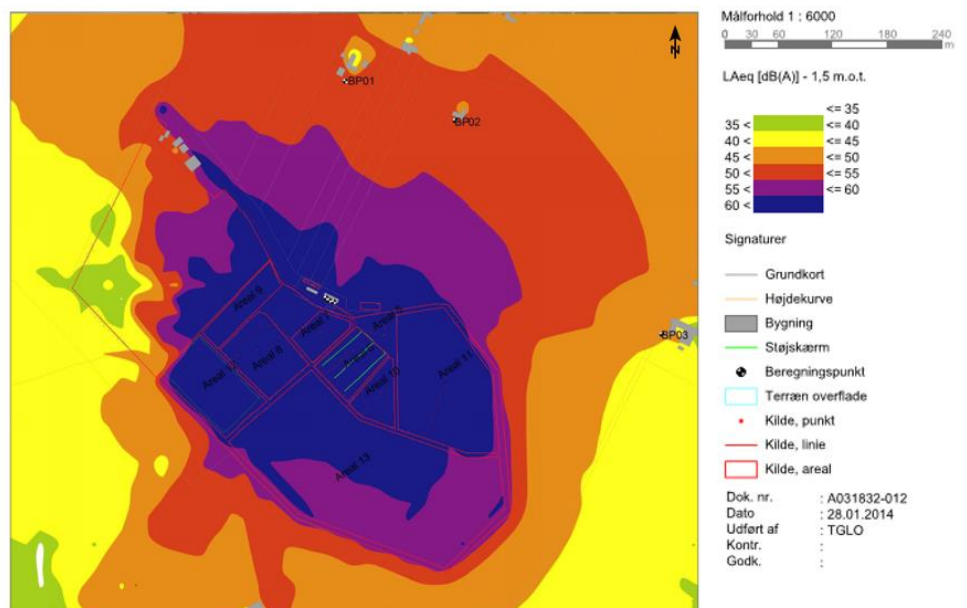 BP01
BP02
BP03
N
Areal 9
Areal 7
Areal 5
Areal 8
Areal 12
Areal 10
Areal 11
Areal 13
Målforhold 1 : 6000
0 30 60 120 180 240
m
LAeq [dB(A)] - 1,5 m.o.t.
<= 35
35 < <= 40
40 < <= 45
45 < <= 50
50 < <= 55
55 < <= 60
60 <
Signaturer
Grundkort
Højdekurve
Bygning
Støjskærm
Beregningspunkt
Terræn overflade
Kilde, punkt
Kilde, linie
Kilde, areal
Dok. nr. : A031832-012
Dato : 28.01.2014
Udført af : TGLO
Kontr. :
Godk. :